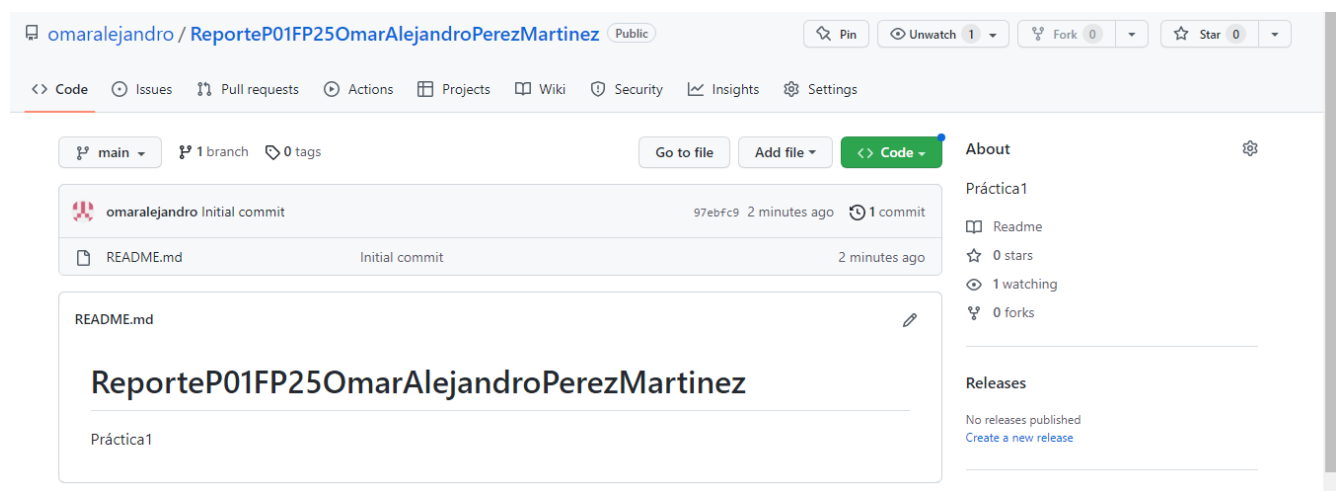 omaralejandro / ReporteP01FP25OmarAlejandroPerezMartinez Public Pin Unwatch 1 Fork 0 Star 0
Code Issues Pull requests Actions Projects Wiki Security Insights Settings
main 1 branch 0 tags Go to file Add file Code
omaralejandro Initial commit 97ebfc9 2 minutes ago 1 commit
README.md Initial commit 2 minutes ago
README.md
ReporteP01FP25OmarAlejandroPerezMartinez
Práctica1
About
Práctica1
Readme
0 stars
1 watching
0 forks
Releases
No releases published
Create a new release